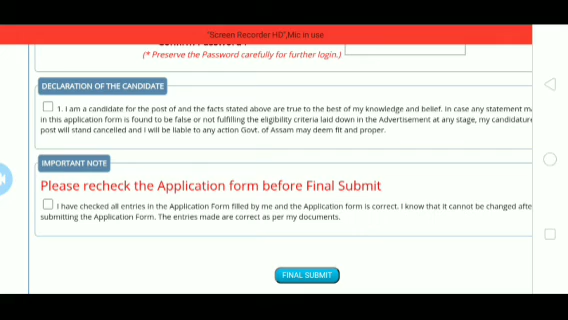 "Screen Recorder HD",Mic in use
(* Preserve the Password carefully for further login.)
DECLARATION OF THE CANDIDATE
1. I am a candidate for the post of and the facts stated above are true to the best of my knowledge and belief. In case any statement m
in this application form is found to be false or not fulfilling the eligibility criteria laid down in the Advertisement at any stage, my candidature
post will stand cancelled and I will be liable to any action Govt. of Assam may deem fit and proper.
IMPORTANT NOTE
Please recheck the Application form before Final Submit
I have checked all entries in the Application Form filled by me and the Application form is correct. I know that it cannot be changed afte
submitting the Application Form. The entries made are correct as per my documents.
FINAL SUBMIT